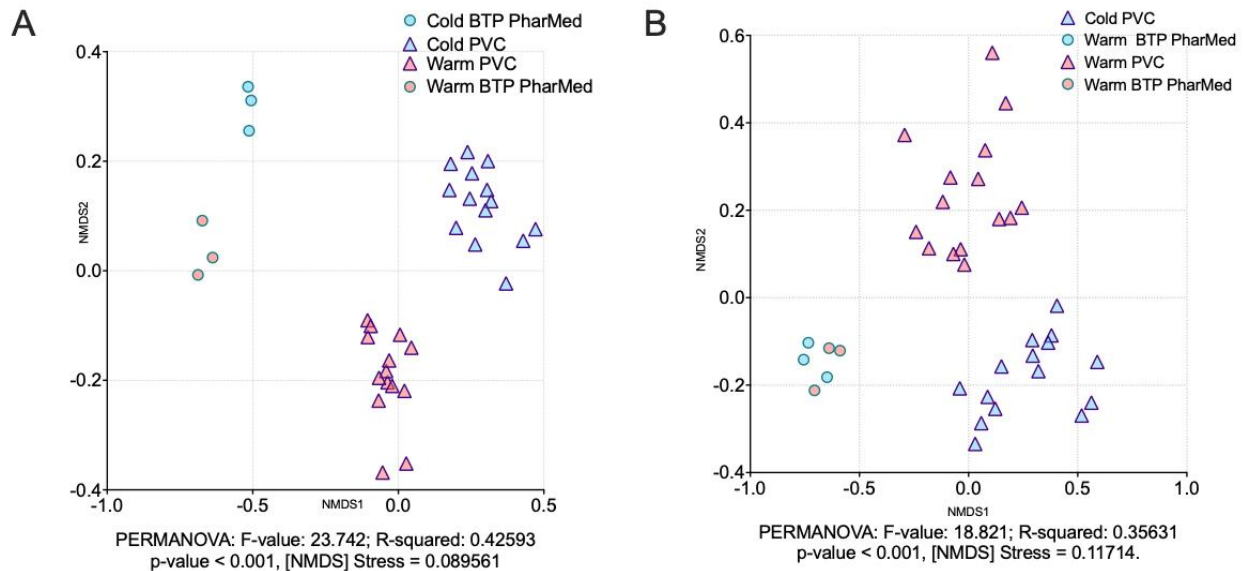 A
Cold BTP PharMed
Cold PVC
Warm PVC
Warm BTP PharMed
0.4
0.2
0.0
-0.2
-0.4
NMDS2
-1.0
-0.5
NMDS1
0.0
0.5
PERMANOVA: F-value: 23.742; R-squared: 0.42593
p-value < 0.001, [NMDS] Stress = 0.089561
B
Cold PVC
Warm  BTP PharMed
Warm PVC
Warm BTP PharMed
0.6
0.4
0.2
0.0
-0.2
-0.4
NMDS2
-1.0
-0.5
0.0
0.5
1.0
NMDS1
PERMANOVA: F-value: 18.821; R-squared: 0.35631
p-value < 0.001, [NMDS] Stress = 0.11714.